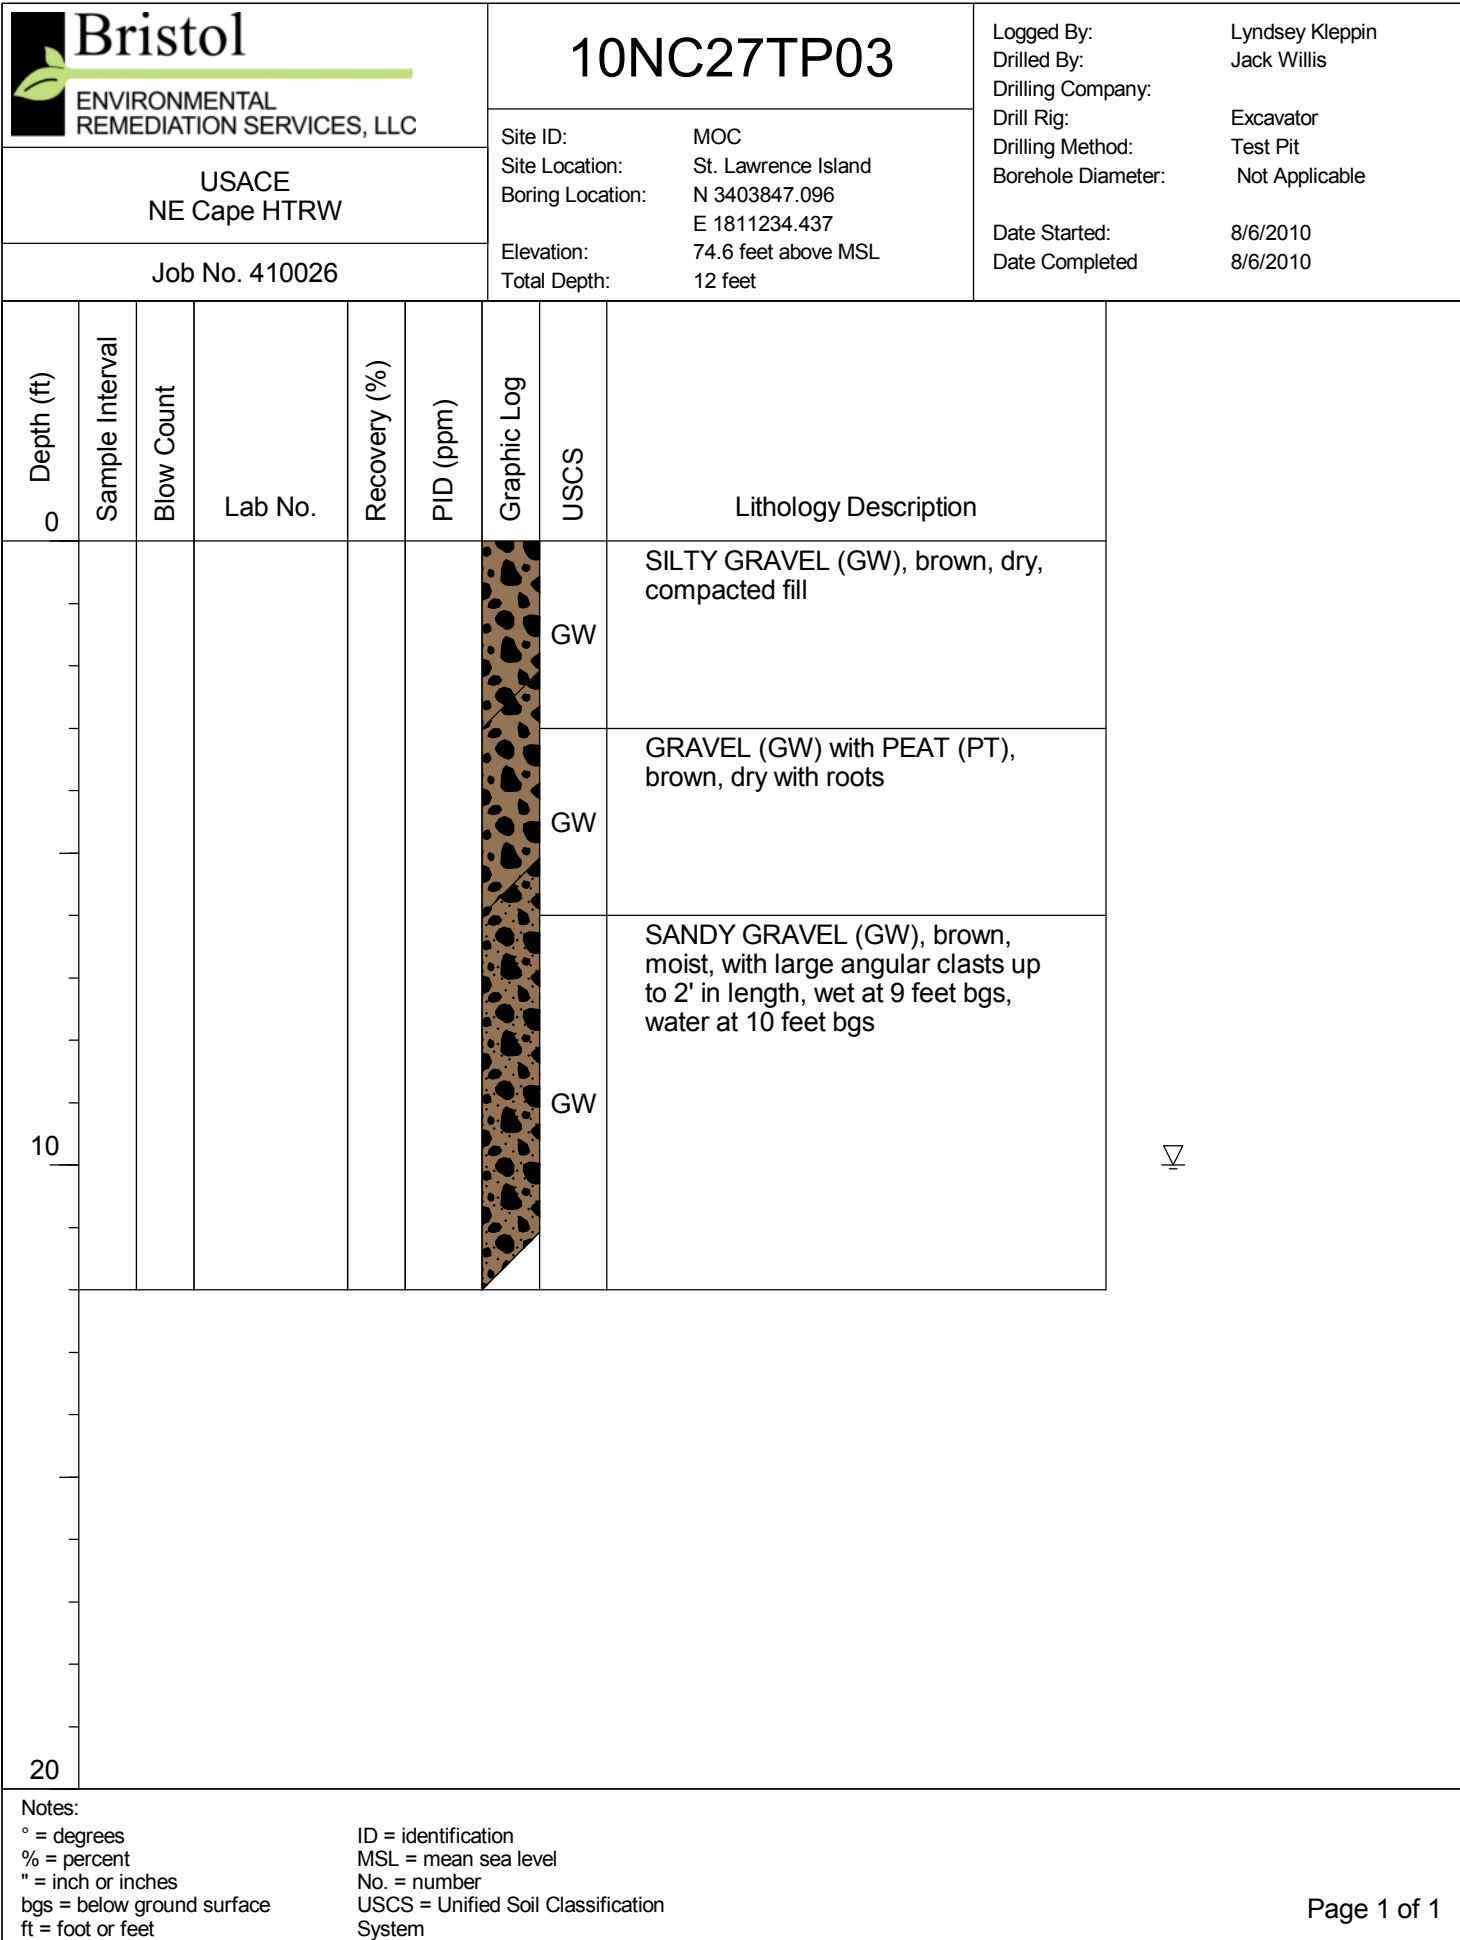 Bristol
ENVIRONMENTAL
REMEDIATION SERVICES, LLC
USACE
NE Cape HTRW
Job No. 410026
10NC27TP03
Site ID: MOC
Site Location: St. Lawrence Island
Boring Location: N 3403847.096
E 1811234.437
Elevation: 74.6 feet above MSL
Total Depth: 12 feet
Logged By: Lyndsey Kleppin
Drilled By: Jack Willis
Drilling Company:
Drill Rig: Excavator
Drilling Method: Test Pit
Borehole Diameter: Not Applicable
Date Started: 8/6/2010
Date Completed 8/6/2010
Depth (ft)
Sample Interval
Blow Count
Lab No.
Recovery (%)
PID (ppm)
Graphic Log
USCS
Lithology Description
0
SILTY GRAVEL (GW), brown, dry,
compacted fill
GW
GRAVEL (GW) with PEAT (PT),
brown, dry with roots
GW
SANDY GRAVEL (GW), brown,
moist, with large angular clasts up
to 2' in length, wet at 9 feet bgs,
water at 10 feet bgs
GW
10
20
Notes:
° = degrees
% = percent
" = inch or inches
bgs = below ground surface
ft = foot or feet
ID = identification
MSL = mean sea level
No. = number
USCS = Unified Soil Classification
System
Page 1 of 1